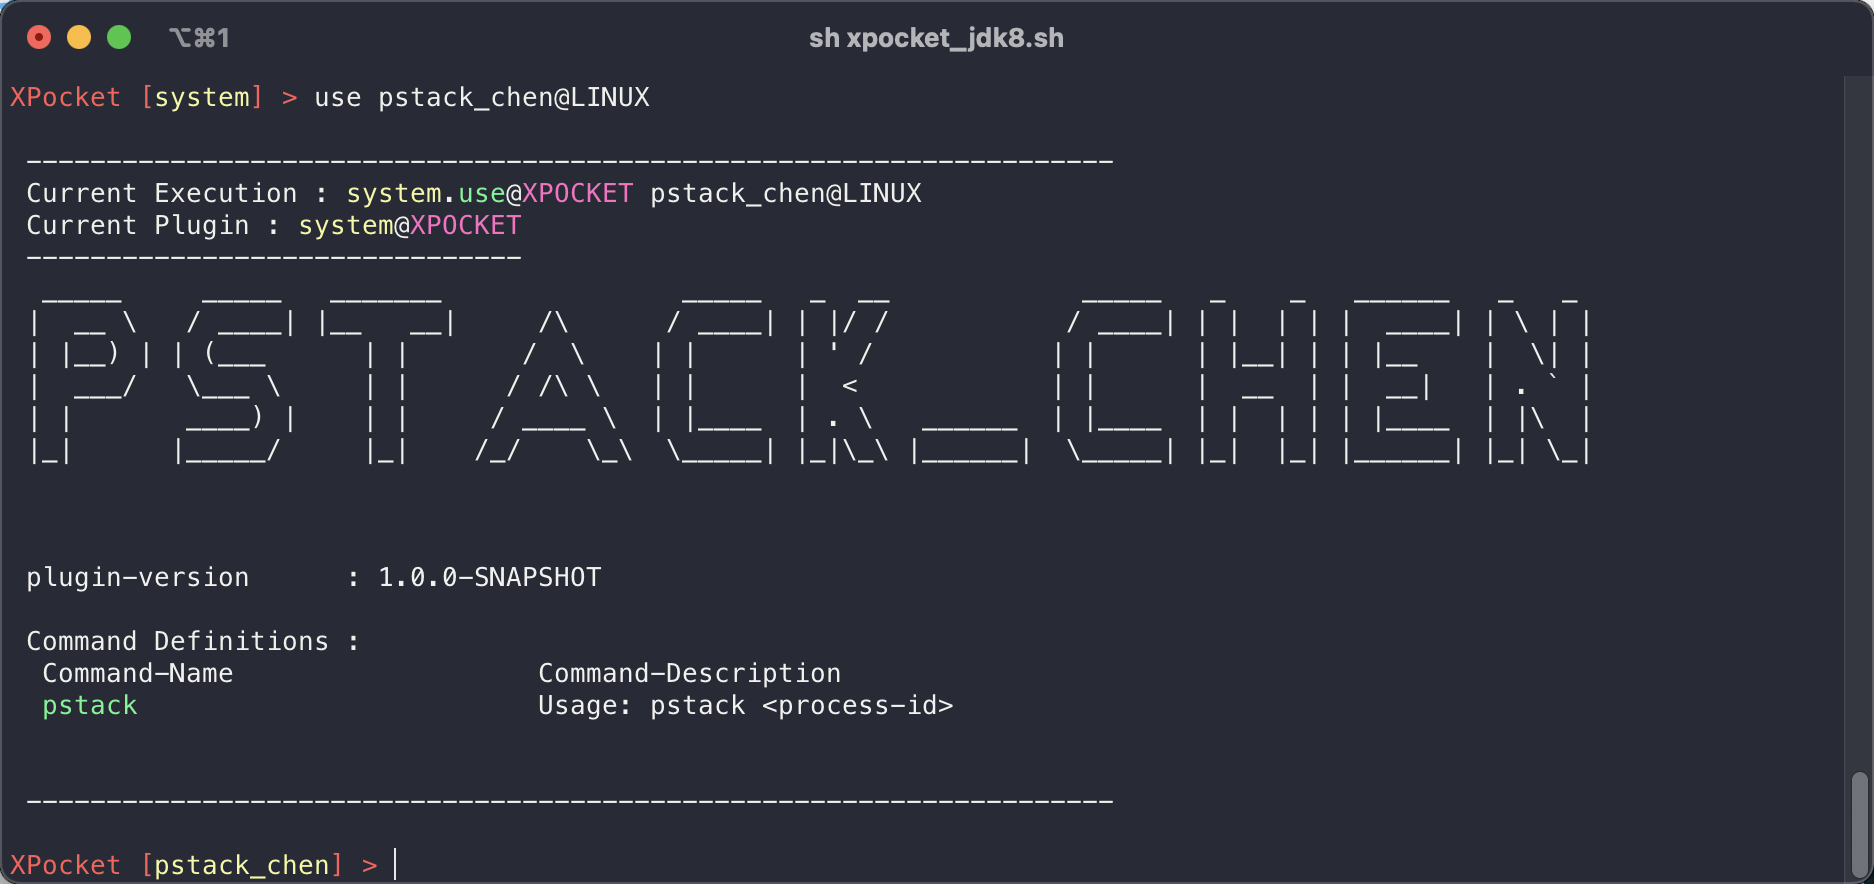 ⌥⌘1 sh xpocket_jdk8.sh
XPocket [system] > use pstack_chen@LINUX
--------------------------------------------------------------------
Current Execution : system.use@XPOCKET pstack_chen@LINUX
Current Plugin : system@XPOCKET
-------------------------------
PSTACK_CHEN
plugin-version      : 1.0.0-SNAPSHOT
Command Definitions :
Command-Name                   Command-Description
pstack                         Usage: pstack <process-id>
--------------------------------------------------------------------
XPocket [pstack_chen] >